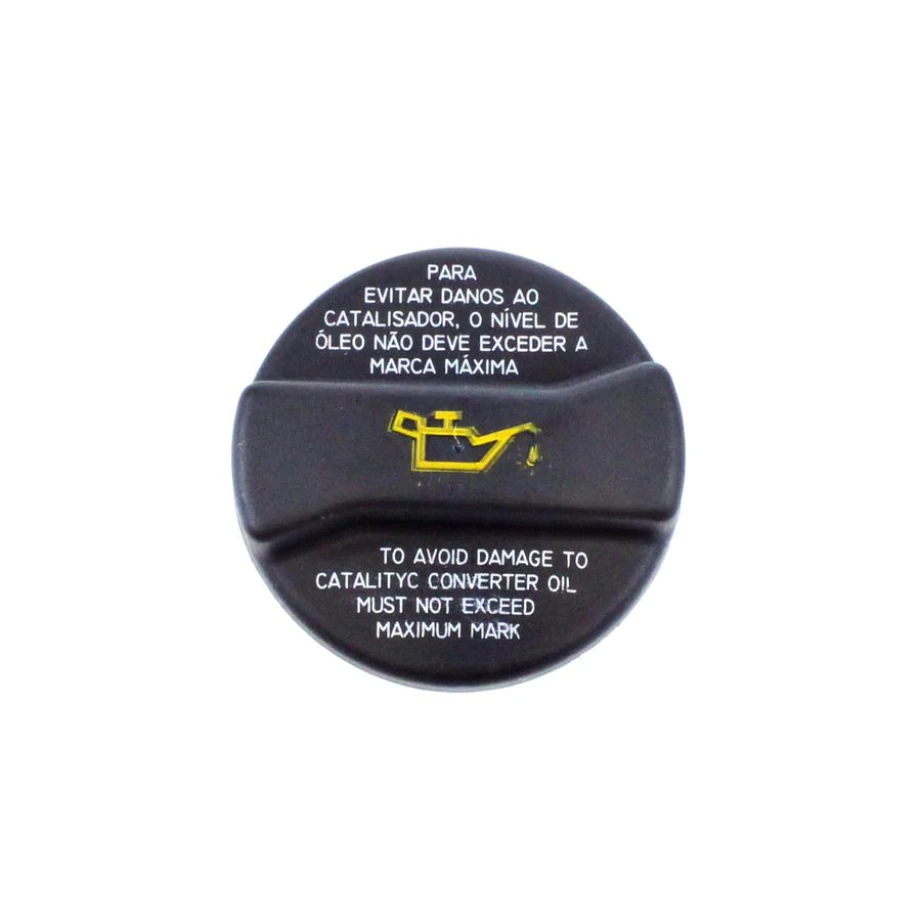 PARA
EVITAR DANOS AO
CATALISADOR, O NÍVEL DE
ÓLEO NÃO DEVE EXCEDER A
MARCA MÁXIMA
TO AVOID DAMAGE TO
CATALITYC CONVERTER OIL
MUST NOT EXCEED
MAXIMUM MARK